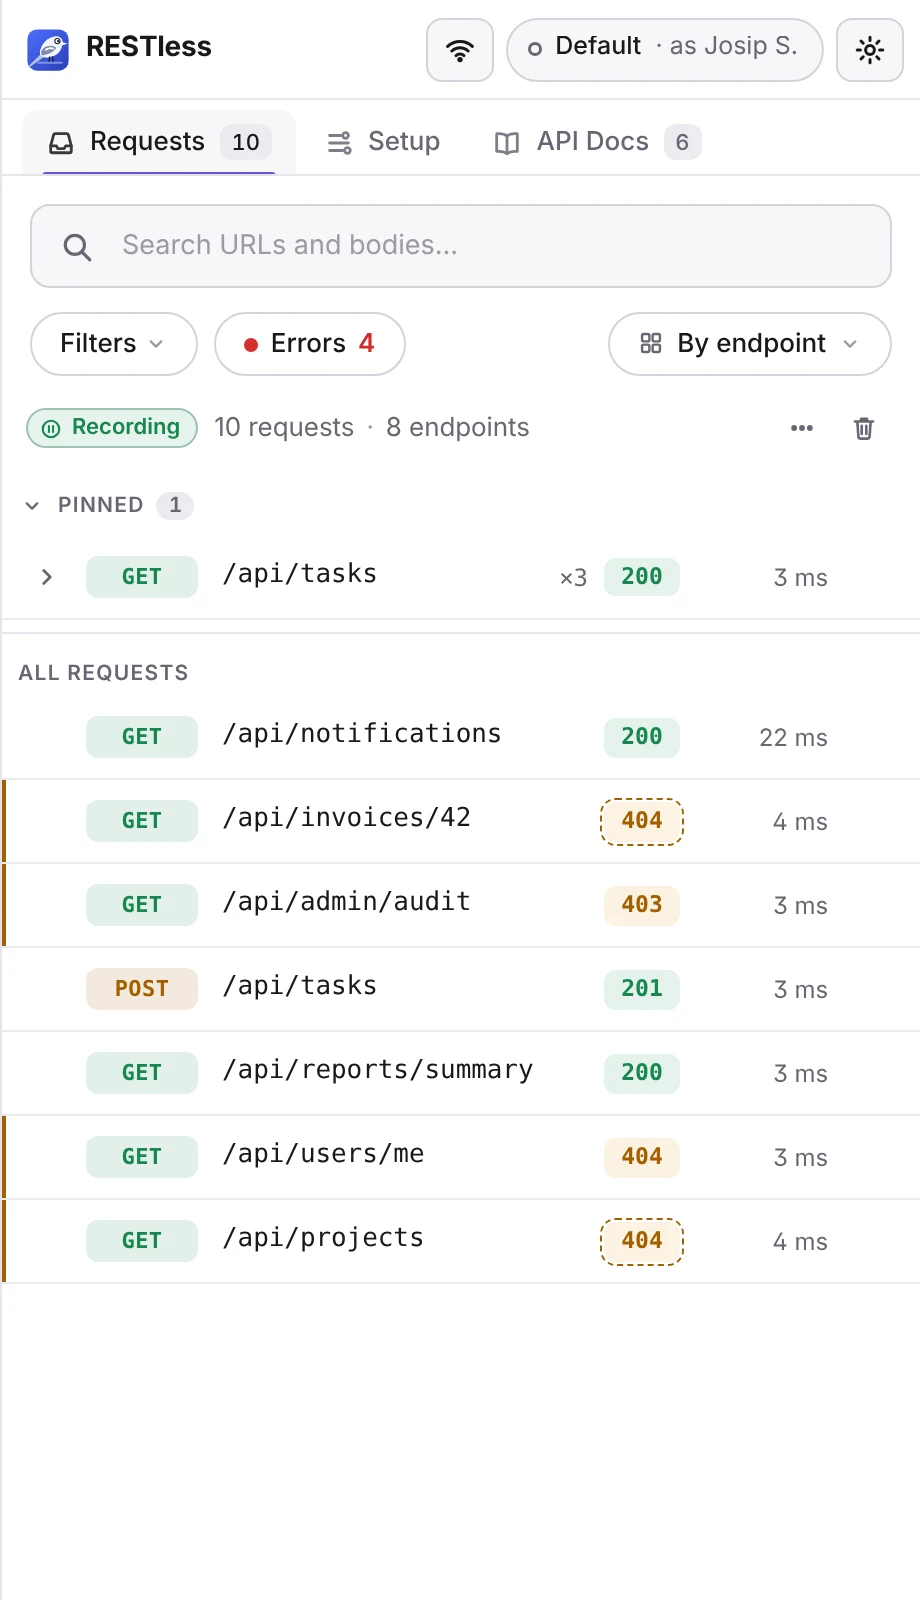 RESTless
Default · as Josip S.
Requests 10
Setup
API Docs 6
Search URLs and bodies...
Filters
Errors 4
By endpoint
Recording
10 requests · 8 endpoints
PINNED 1
GET /api/tasks ×3 200 3 ms
ALL REQUESTS
GET /api/notifications 200 22 ms
GET /api/invoices/42 404 4 ms
GET /api/admin/audit 403 3 ms
POST /api/tasks 201 3 ms
GET /api/reports/summary 200 3 ms
GET /api/users/me 404 3 ms
GET /api/projects 404 4 ms